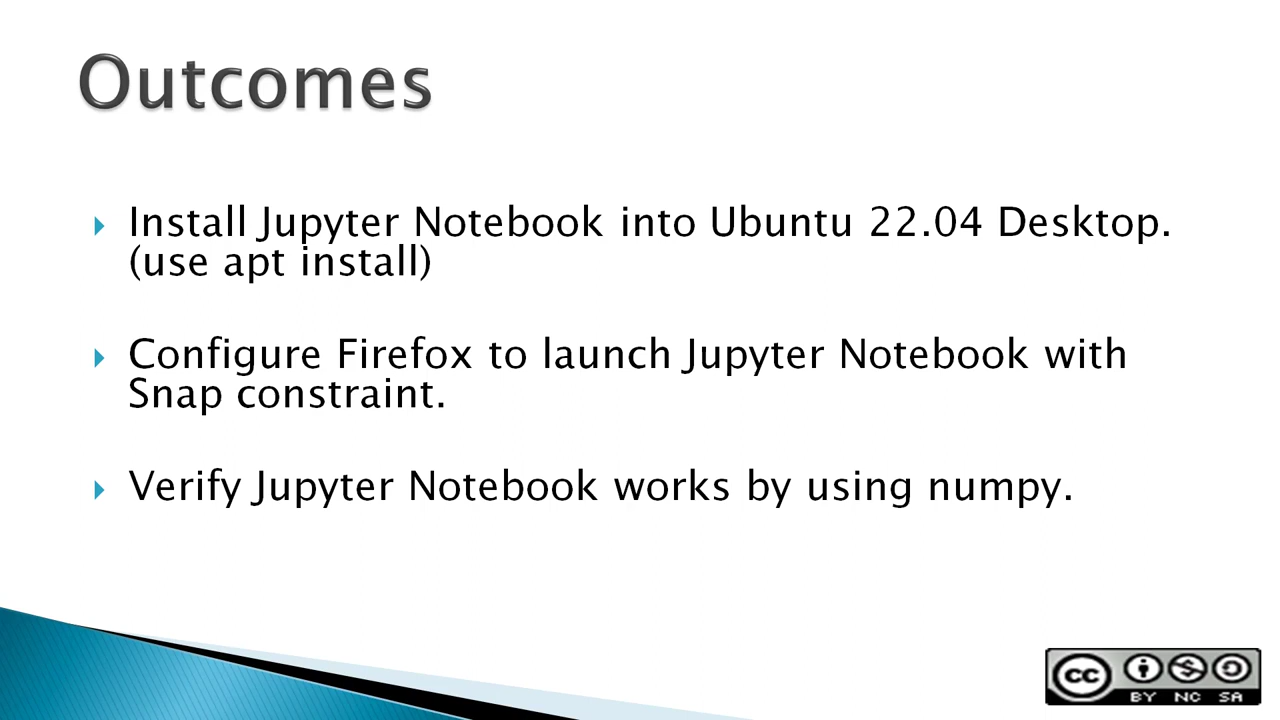 Outcomes
Install Jupyter Notebook into Ubuntu 22.04 Desktop.
(use apt install)
Configure Firefox to launch Jupyter Notebook with
Snap constraint.
Verify Jupyter Notebook works by using numpy.
cc
BY NC SA